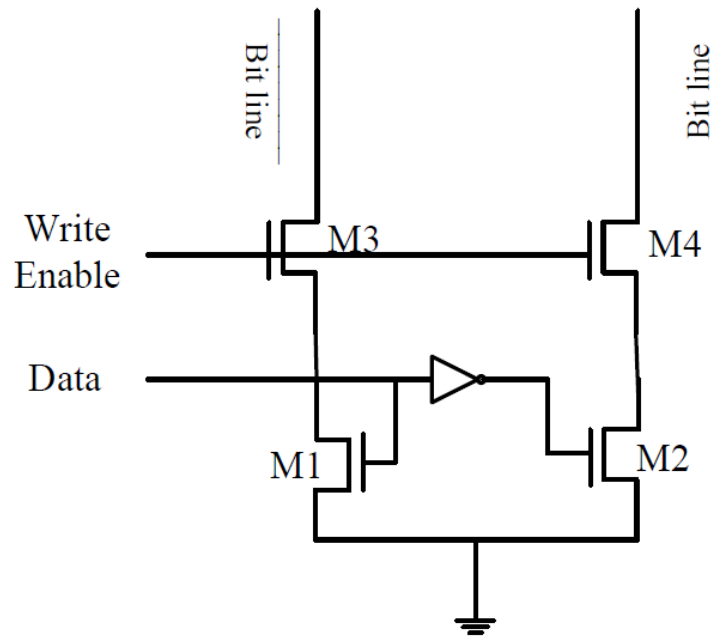 Bit line
Bit line
Write
Enable
M3
M4
Data
M1
M2